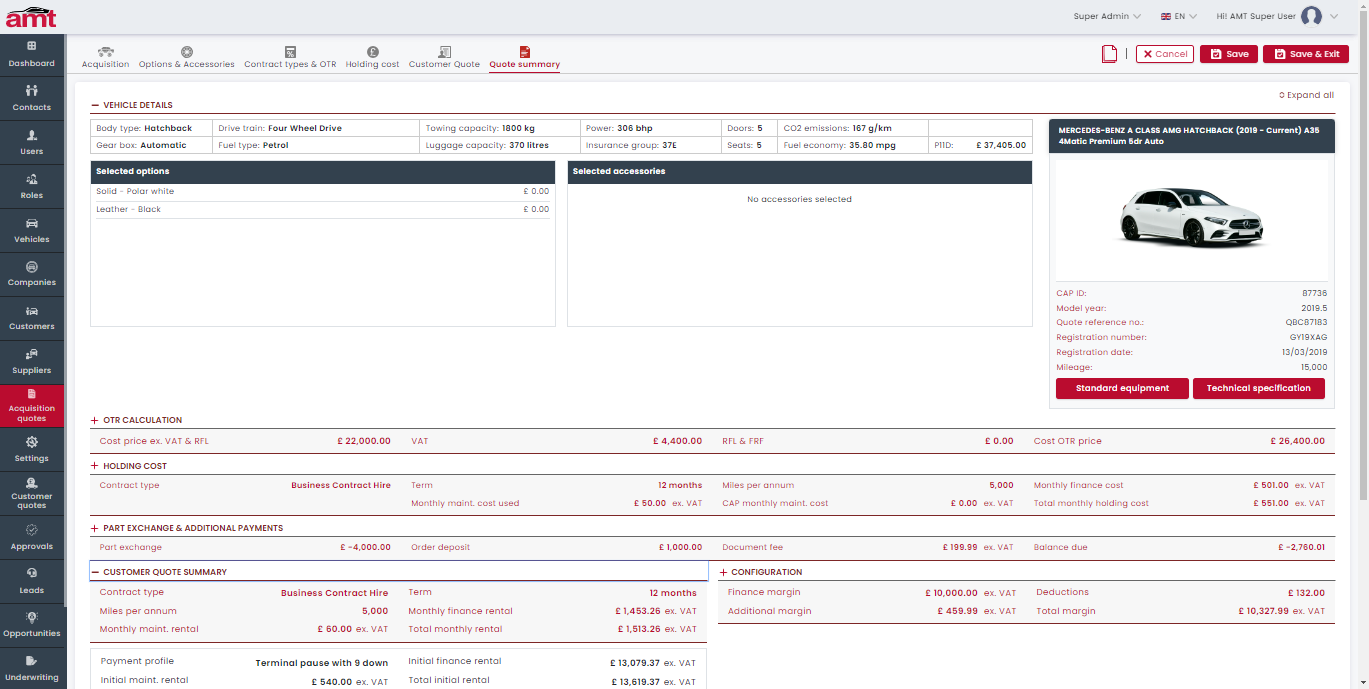 amt
Super Admin
EN
Hi! AMT Super User
Dashboard
Contacts
Users
Roles
Vehicles
Companies
Customers
Suppliers
Acquisition
quotes
Settings
Customer
quotes
Approvals
Leads
Opportunities
Underwriting
Acquisition
Options & Accessories
Contract types & OTR
Holding cost
Customer Quote
Quote summary
Cancel
Save
Save & Exit
Expand all
VEHICLE DETAILS
Body type: Hatchback
Drive train: Four Wheel Drive
Towing capacity: 1800 kg
Power: 306 bhp
Doors: 5
CO2 emissions: 167 g/km
Gear box: Automatic
Fuel type: Petrol
Luggage capacity: 370 litres
Insurance group: 37E
Seats: 5
Fuel economy: 35.80 mpg
P11D: £ 37,405.00
Selected options
Solid - Polar white £ 0.00
Leather - Black £ 0.00
Selected accessories
No accessories selected
MERCEDES-BENZ A CLASS AMG HATCHBACK (2019 - Current) A35
4Matic Premium 5dr Auto
CAP ID: 87736
Model year: 2019.5
Quote reference no.: QBC87183
Registration number: GY19XAG
Registration date: 13/03/2019
Mileage: 15,000
Standard equipment
Technical specification
OTR CALCULATION
Cost price ex. VAT & RFL £ 22,000.00 VAT £ 4,400.00 RFL & FRF £ 0.00 Cost OTR price £ 26,400.00
HOLDING COST
Contract type Business Contract Hire Term 12 months Miles per annum 5,000 Monthly finance cost £ 501.00 ex. VAT
Monthly maint. cost used £ 50.00 ex. VAT CAP monthly maint. cost £ 0.00 ex. VAT Total monthly holding cost £ 551.00 ex. VAT
PART EXCHANGE & ADDITIONAL PAYMENTS
Part exchange £ -4,000.00 Order deposit £ 1,000.00 Document fee £ 199.99 ex. VAT Balance due £ -2,760.01
CUSTOMER QUOTE SUMMARY
Contract type Business Contract Hire Term 12 months
Miles per annum 5,000 Monthly finance rental £ 1,453.26 ex. VAT
Monthly maint. rental £ 60.00 ex. VAT Total monthly rental £ 1,513.26 ex. VAT
Payment profile Terminal pause with 9 down Initial finance rental £ 13,079.37 ex. VAT
Initial maint. rental £ 540.00 ex. VAT Total initial rental £ 13,619.37 ex. VAT
CONFIGURATION
Finance margin £ 10,000.00 ex. VAT Deductions £ 132.00
Additional margin £ 459.99 ex. VAT Total margin £ 10,327.99 ex. VAT